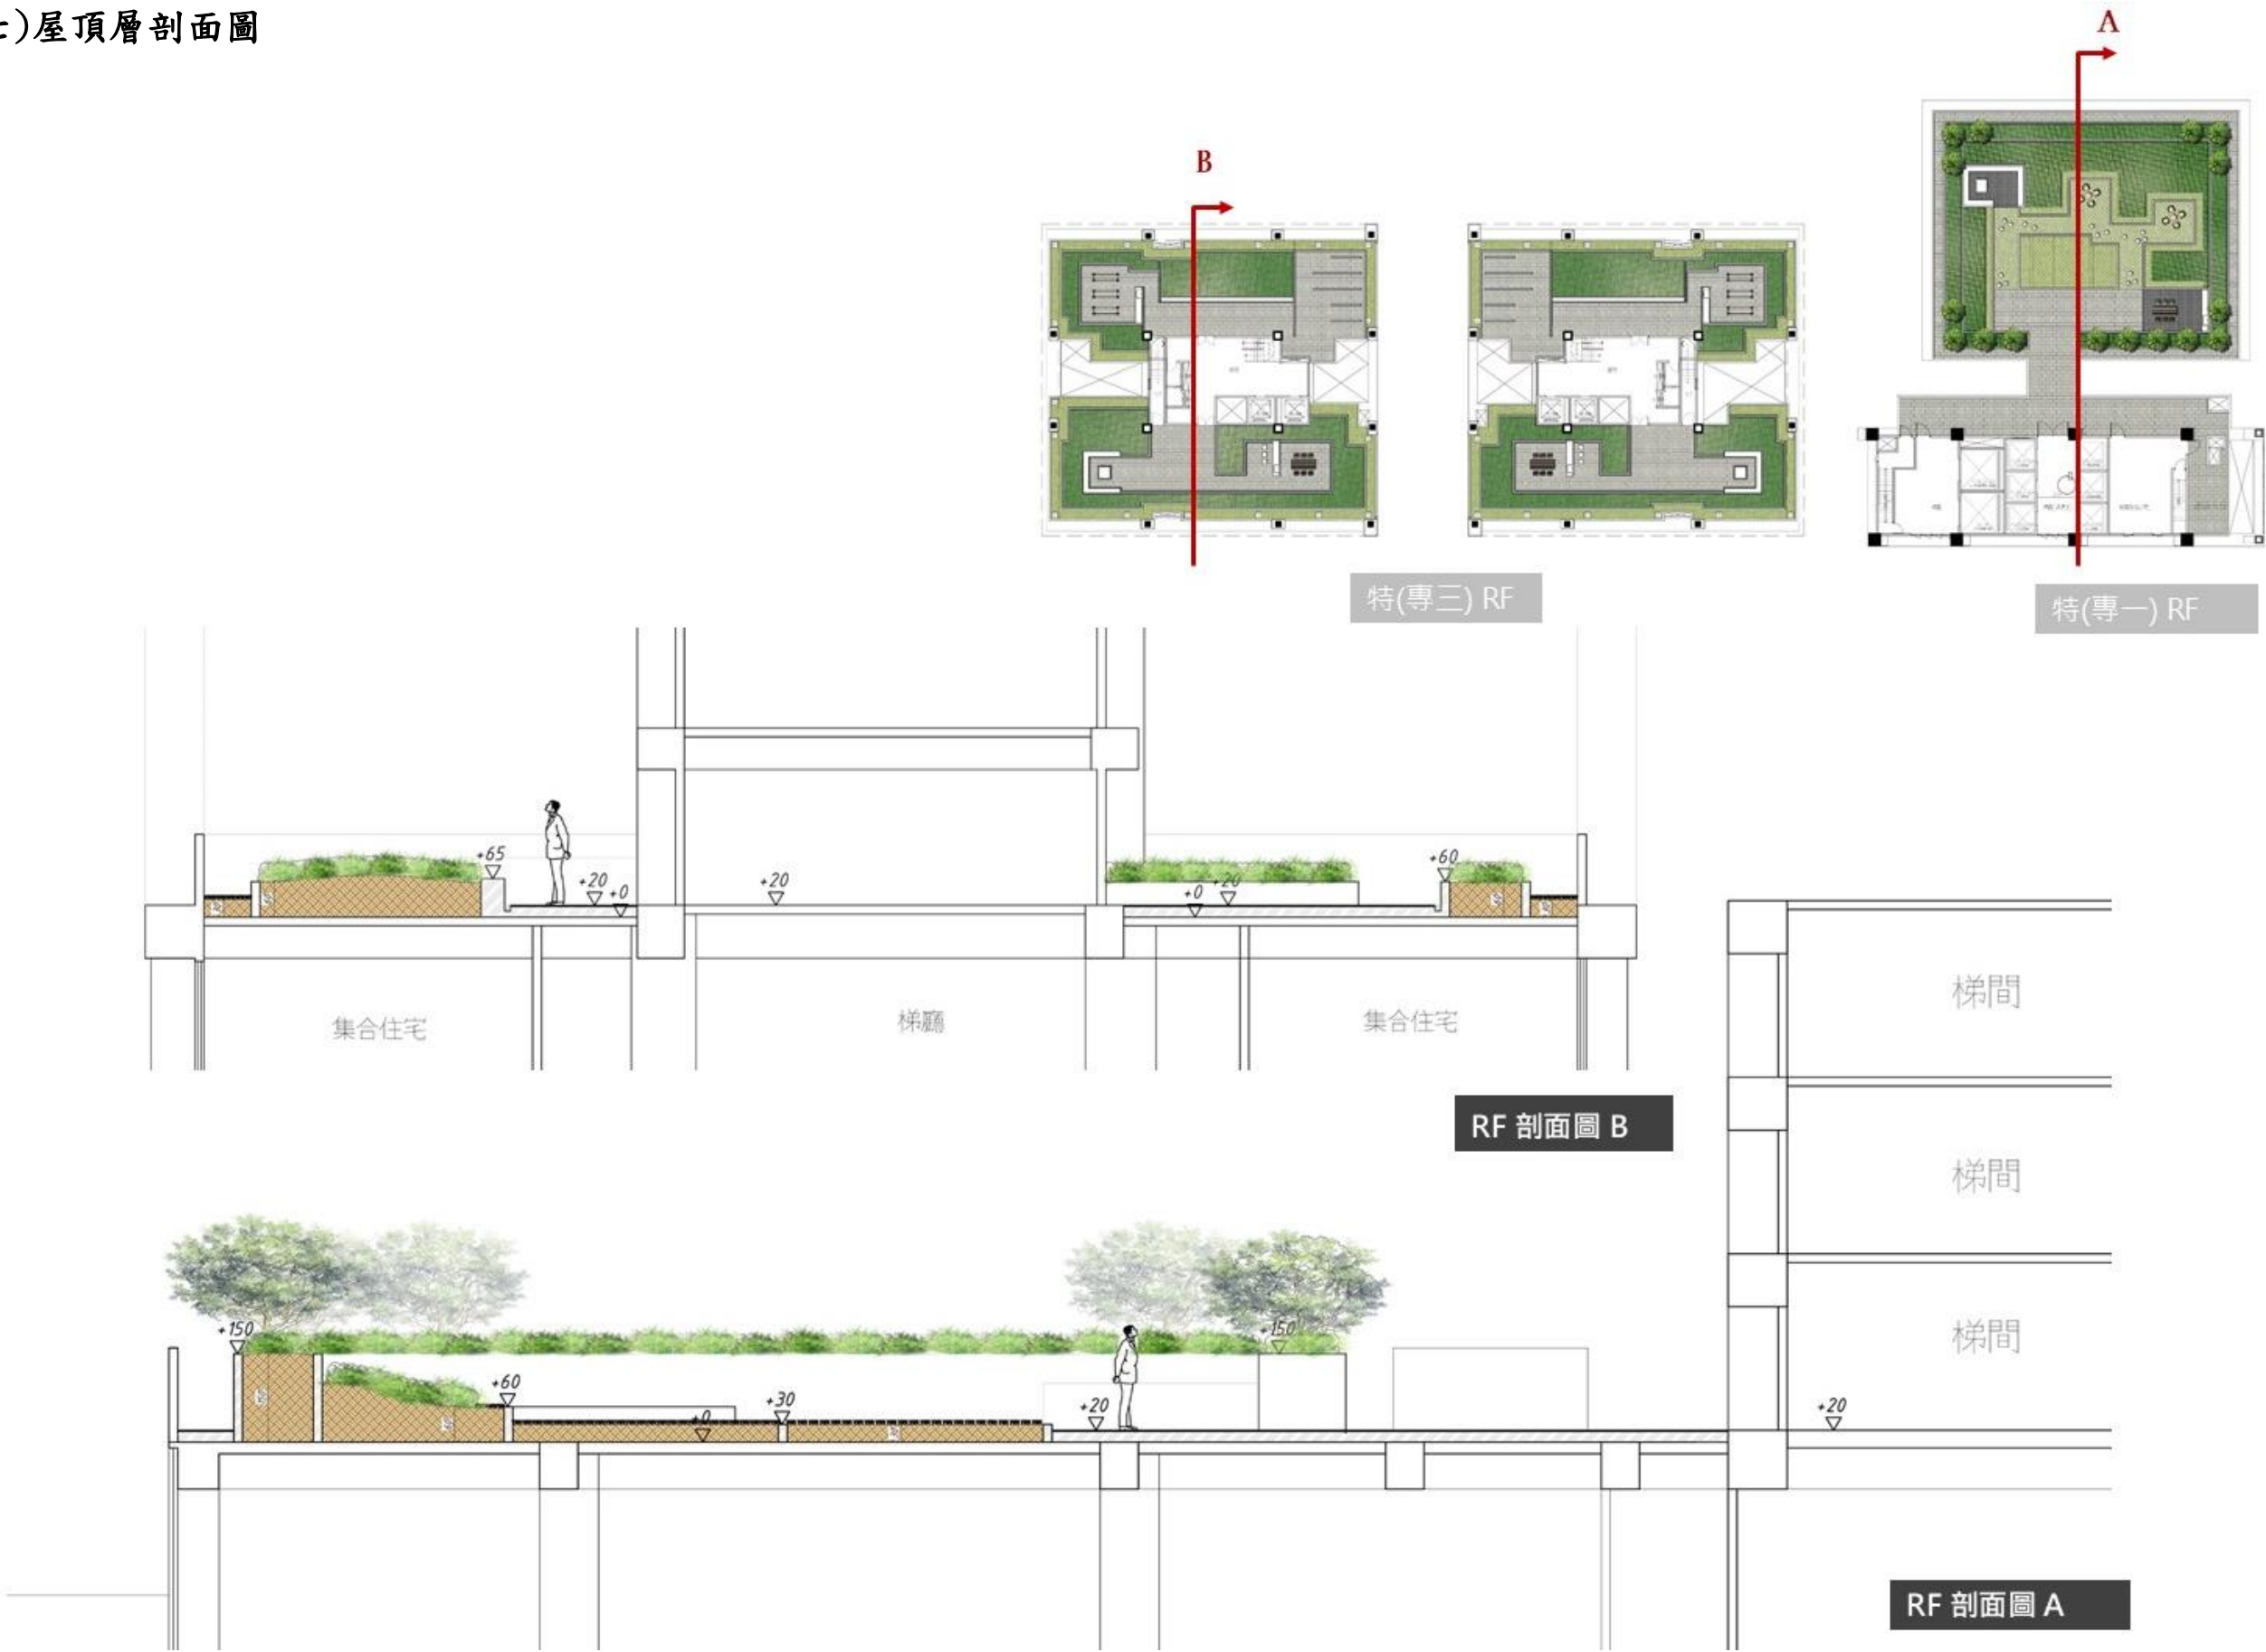 )屋頂層剖面圖
A
B
特(專三) RF
特(專一) RF
+65
+20
+0
+20
+0
+20
+60
集合住宅
梯廳
集合住宅
RF 剖面圖 B
梯間
梯間
梯間
+150
+60
+0
+30
+20
+150
+20
RF 剖面圖 A